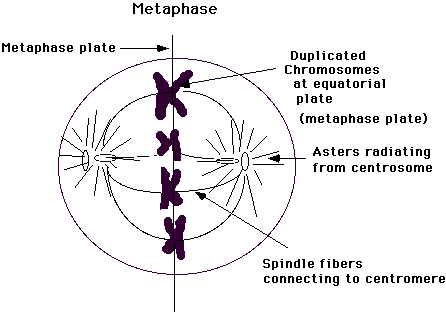 Metaphase
Metaphase plate
Duplicated
Chromosomes
at equatorial
plate
(metaphase plate)
Asters radiating
from centrosome
Spindle fibers
connecting to centromere